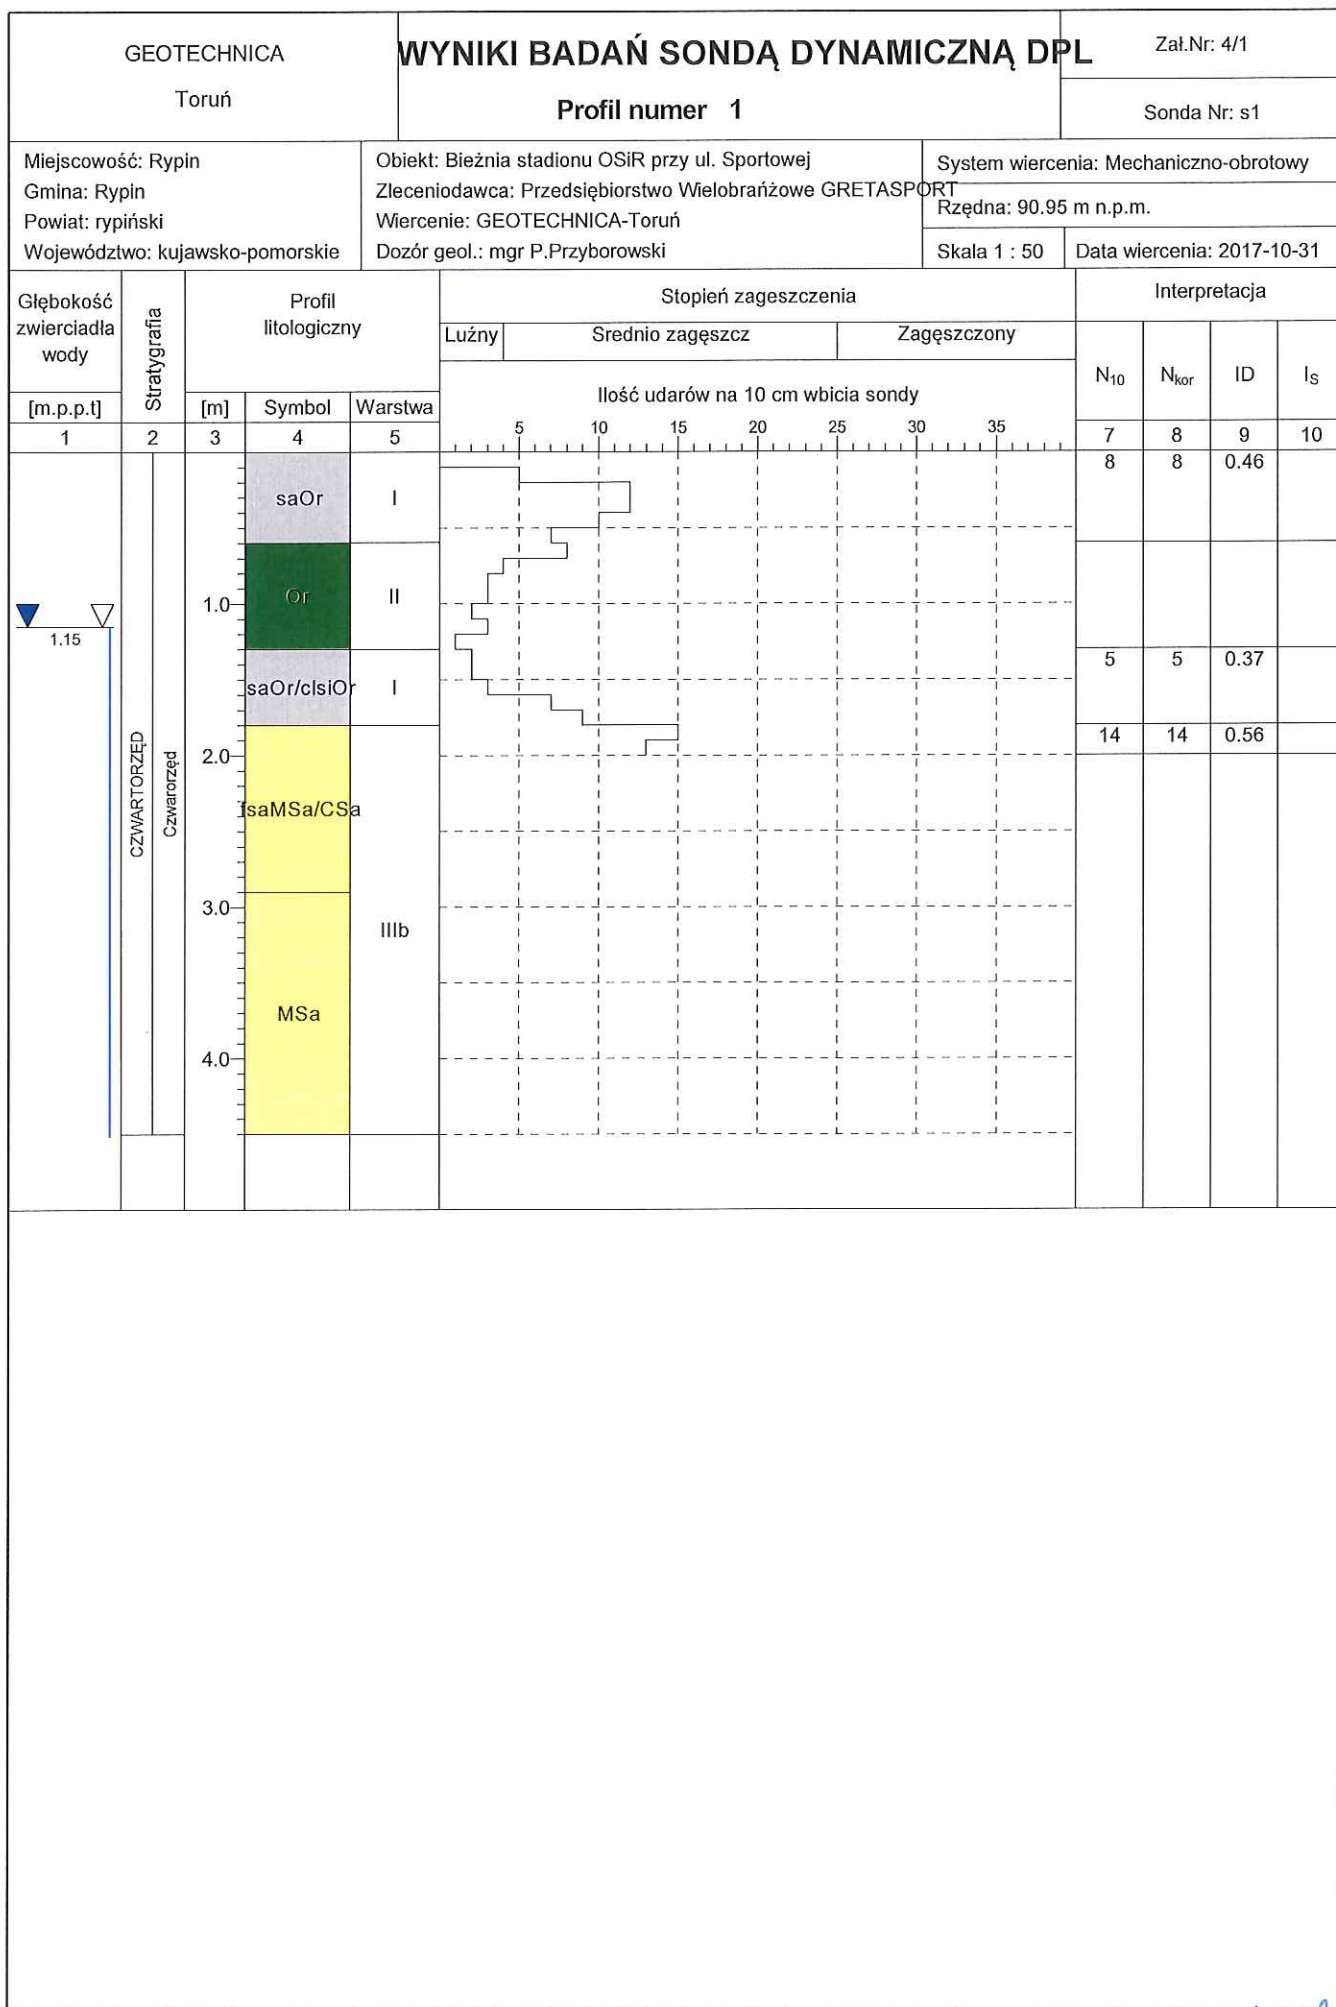 GEOTECHNICA
Toruń
WYNIKI BADAŃ SONDĄ DYNAMICZNĄ DPL
Profil numer 1
Zał.Nr: 4/1
Sonda Nr: s1
Miejscowość: Rypin
Gmina: Rypin
Powiat: rypiński
Województwo: kujawsko-pomorskie
Obiekt: Bieżnia stadionu OSiR przy ul. Sportowej
Zleceniodawca: Przedsiębiorstwo Wielobrańżowe GRETASPORT
Wiercenie: GEOTECHNICA-Toruń
Dozór geol.: mgr P.Przyborowski
System wiercenia: Mechaniczno-obrotowy
Rzędna: 90.95 m n.p.m.
Skala 1 : 50
Data wiercenia: 2017-10-31
Głębokość
zwierciadła
wody
[m.p.p.t]
Stratygrafia
Profil
litologiczny
[m] Symbol Warstwa
Stopień zageszczenia
Luźny Srednio zagęszcz Zagęszczony
Ilość udarów na 10 cm wbicia sondy
5 10 15 20 25 30 35
Interpretacja
N10 Nkor ID IS
1 2 3 4 5 7 8 9 10
saOr I 8 8 0.46
1.0 Or II
1.15
saOr/clsiOr I 5 5 0.37
14 14 0.56
2.0
CZWARTORZĘD
Czwarorzęd
fsaMSa/CSa
3.0
IIIb
MSa
4.0